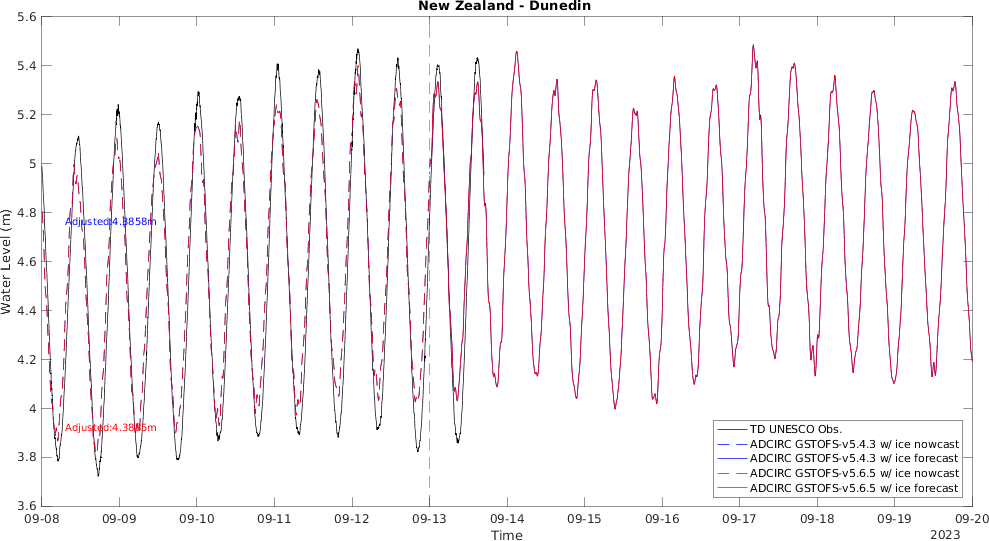 New Zealand - Dunedin
5.6
5.4
5.2
5
4.8
4.6
4.4
4.2
4
3.8
3.6
Water Level (m)
Adjusted:4.3858m
TD UNESCO Obs.
ADCIRC GSTOFS-v5.4.3 w/ ice nowcast
ADCIRC GSTOFS-v5.4.3 w/ ice forecast
ADCIRC GSTOFS-v5.6.5 w/ ice nowcast
ADCIRC GSTOFS-v5.6.5 w/ ice forecast
09-08 09-09 09-10 09-11 09-12 09-13 09-14 09-15 09-16 09-17 09-18 09-19 09-20
Time
2023